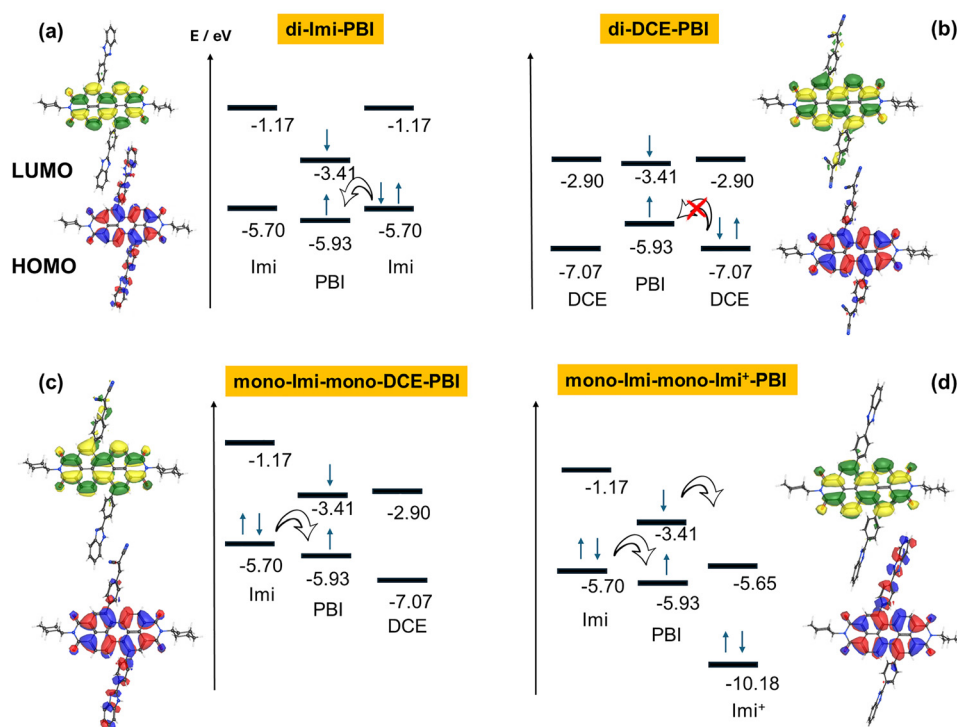 (a)
di-Imi-PBI
E / eV
-1.17
-1.17
LUMO
-3.41
-5.70
-5.93
-5.70
Imi
PBI
Imi
HOMO
di-DCE-PBI
(b)
-2.90
-3.41
-2.90
-5.93
-7.07
-7.07
DCE
PBI
DCE
(c)
mono-Imi-mono-DCE-PBI
-1.17
-3.41
-2.90
-5.70
-5.93
Imi
PBI
-7.07
DCE
mono-Imi-mono-Imi⁺-PBI
(d)
-1.17
-3.41
-5.70
-5.93
-5.65
Imi
PBI
-10.18
Imi⁺